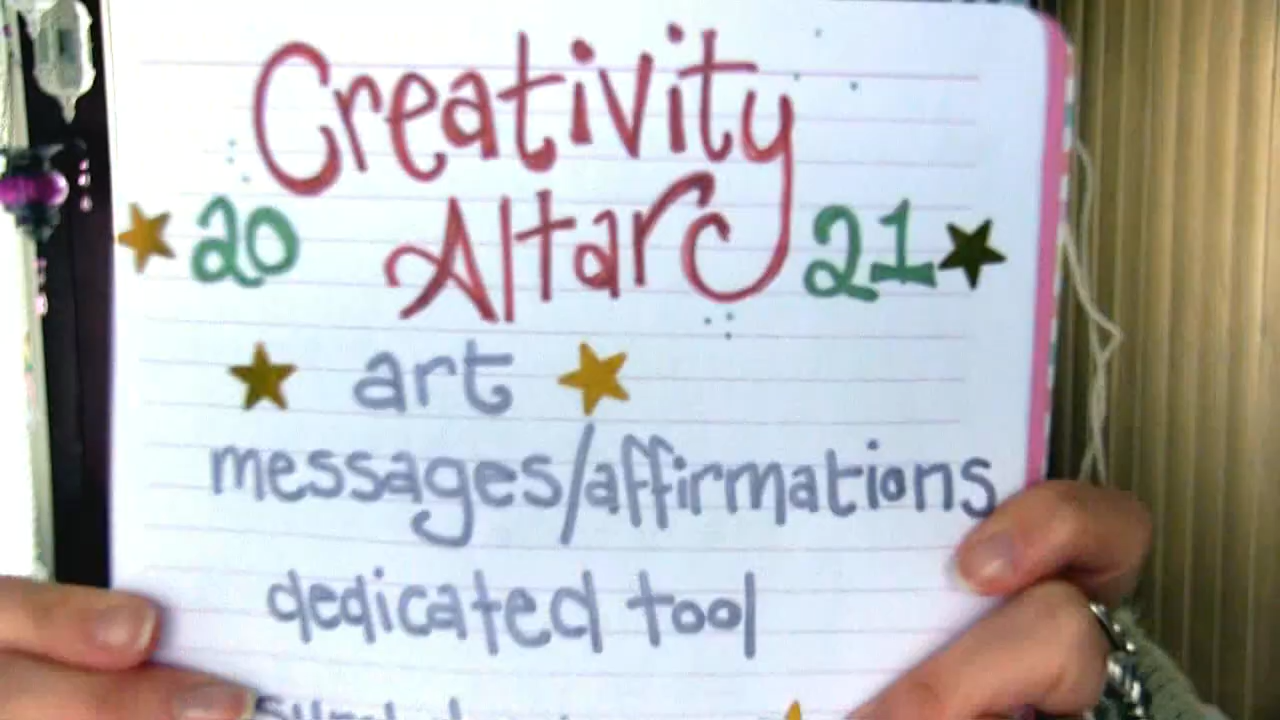 Creativity
20 Altar 21
art
messages/affirmations
dedicated tool